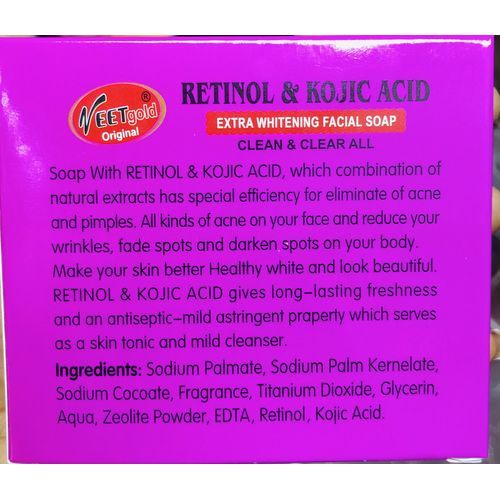 NEETgold ®
Original
RETINOL & KOJIC ACID
EXTRA WHITENING FACIAL SOAP
CLEAN & CLEAR ALL
Soap With RETINOL & KOJIC ACID, which combination of
natural extracts has special efficiency for eliminate of acne
and pimples. All kinds of acne on your face and reduce your
wrinkles, fade spots and darken spots on your body.
Make your skin better Healthy white and look beautiful.
RETINOL & KOJIC ACID gives long-lasting freshness
and an antiseptic-mild astringent praperty which serves
as a skin tonic and mild cleanser.
Ingredients: Sodium Palmate, Sodium Palm Kernelate,
Sodium Cocoate, Fragrance, Titanium Dioxide, Glycerin,
Aqua, Zeolite Powder, EDTA, Retinol, Kojic Acid.